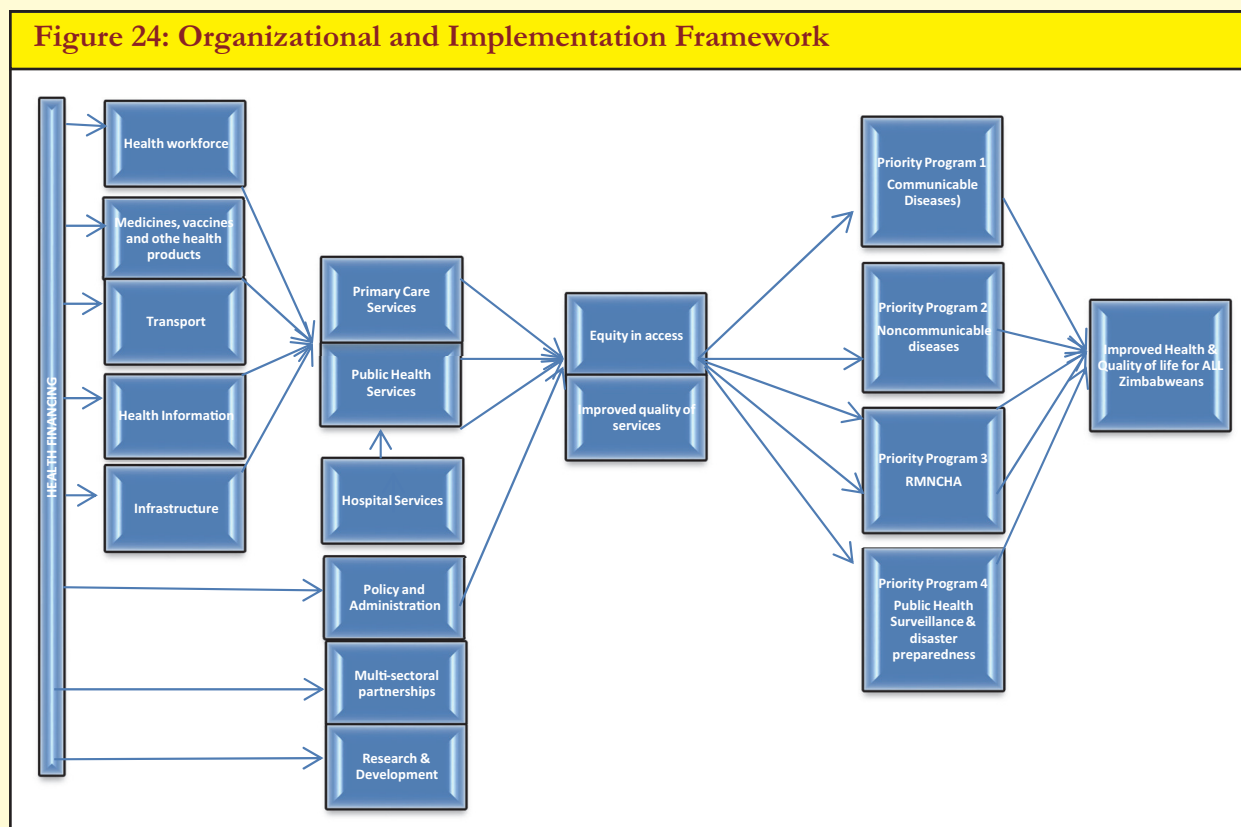 Figure 24: Organizational and Implementation Framework
HEALTH FINANCING
Health workforce
Medicines, vaccines
and othe health
products
Transport
Health Information
Infrastructure
Primary Care
Services
Public Health
Services
Hospital Services
Policy and
Administration
Multi-sectoral
partnerships
Research &
Development
Equity in access
Improved quality of
services
Priority Program 1
Communicable
Diseases)
Priority Program 2
Noncommunicable
diseases
Priority Program 3
RMNCHA
Priority Program 4
Public Health
Surveillance &
disaster
preparedness
Improved Health &
Quality of life for ALL
Zimbabweans